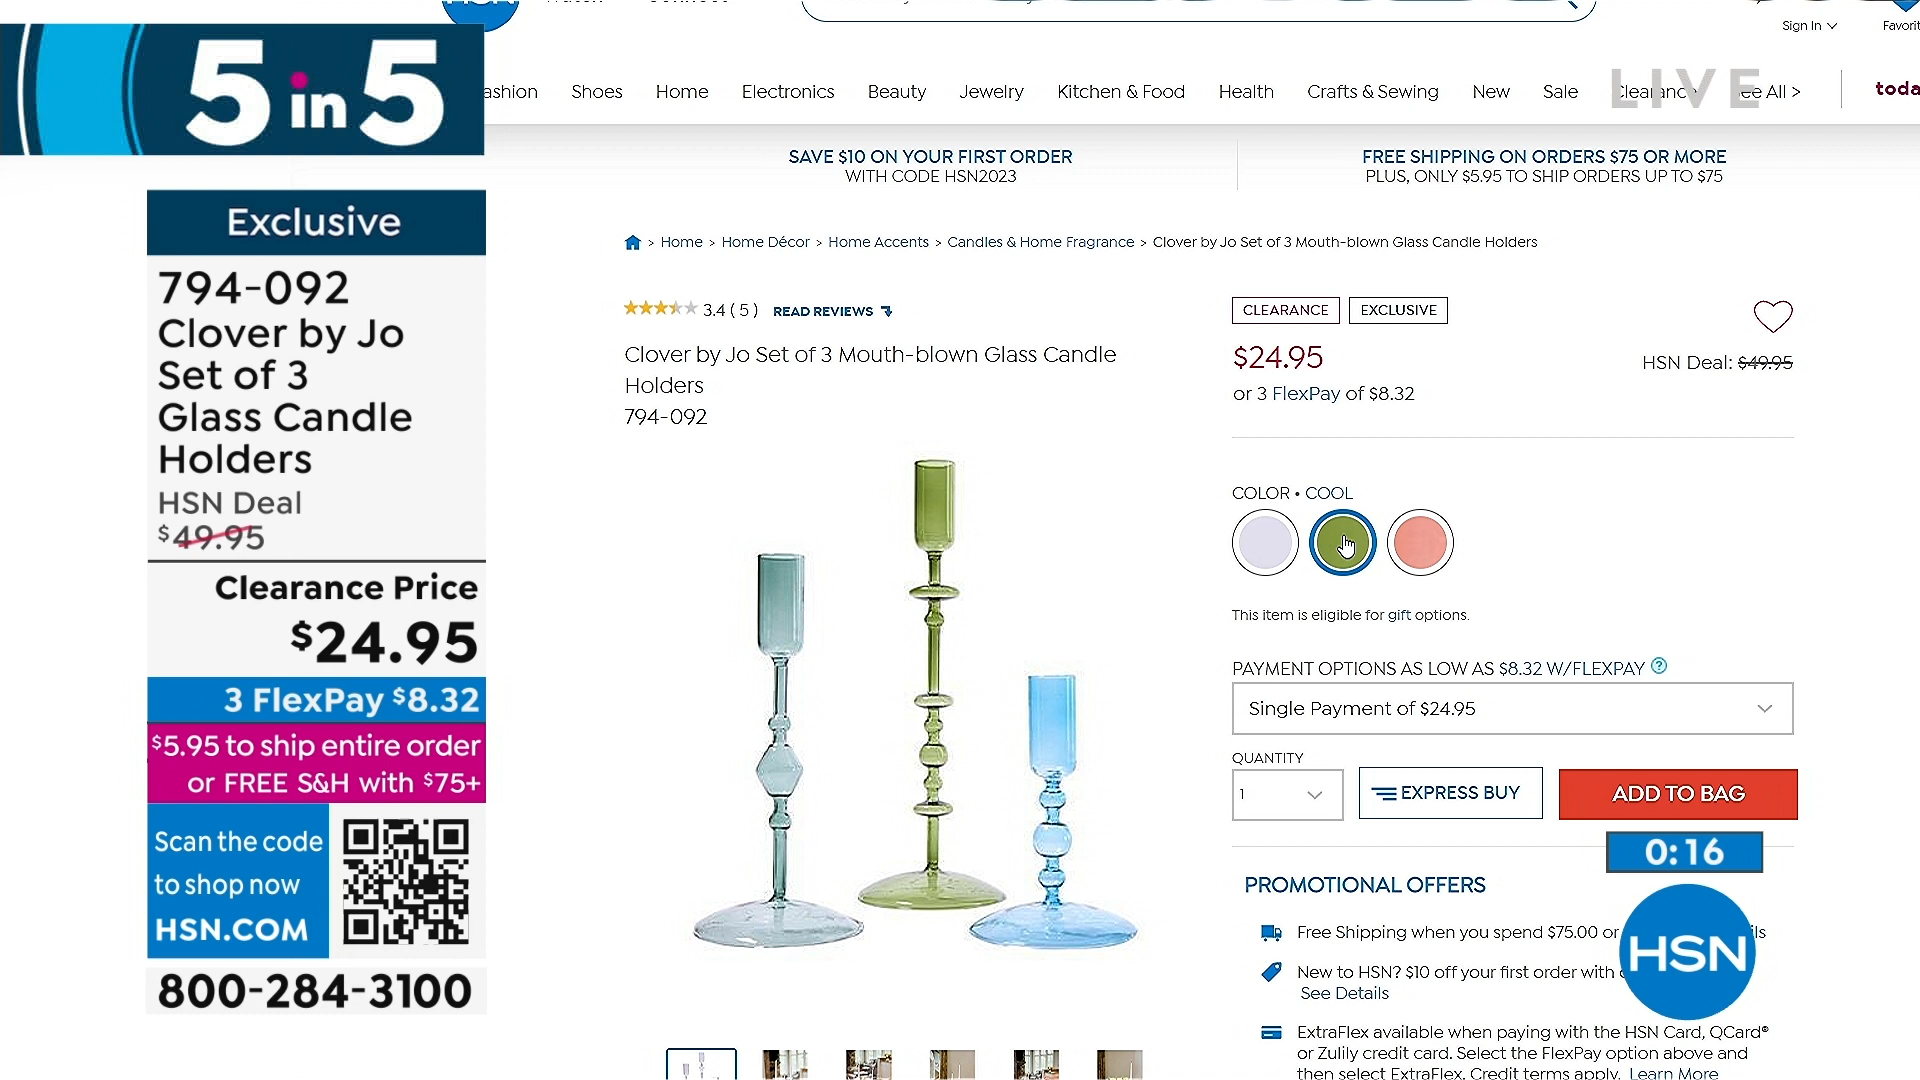 5 in 5
Exclusive
794-092
Clover by Jo
Set of 3
Glass Candle
Holders
HSN Deal
$49.95
Clearance Price
$24.95
3 FlexPay $8.32
$5.95 to ship entire order
or FREE S&H with $75+
Scan the code
to shop now
HSN.COM
800-284-3100
HSN
Sign In
Favorit
ashion Shoes Home Electronics Beauty Jewelry Kitchen & Food Health Crafts & Sewing New Sale Clearance See All > toda
LIVE
SAVE $10 ON YOUR FIRST ORDER
WITH CODE HSN2023
FREE SHIPPING ON ORDERS $75 OR MORE
PLUS, ONLY $5.95 TO SHIP ORDERS UP TO $75
> Home > Home Décor > Home Accents > Candles & Home Fragrance > Clover by Jo Set of 3 Mouth-blown Glass Candle Holders
3.4 ( 5 ) READ REVIEWS
Clover by Jo Set of 3 Mouth-blown Glass Candle
Holders
794-092
CLEARANCE EXCLUSIVE
$24.95
HSN Deal: $49.95
or 3 FlexPay of $8.32
COLOR • COOL
This item is eligible for gift options.
PAYMENT OPTIONS AS LOW AS $8.32 W/FLEXPAY ?
Single Payment of $24.95
QUANTITY
1
EXPRESS BUY
ADD TO BAG
0:16
PROMOTIONAL OFFERS
Free Shipping when you spend $75.00 or ils
New to HSN? $10 off your first order with
See Details
HSN
ExtraFlex available when paying with the HSN Card, QCard®
or Zulily credit card. Select the FlexPay option above and
then select ExtraFlex. Credit terms apply. Learn More